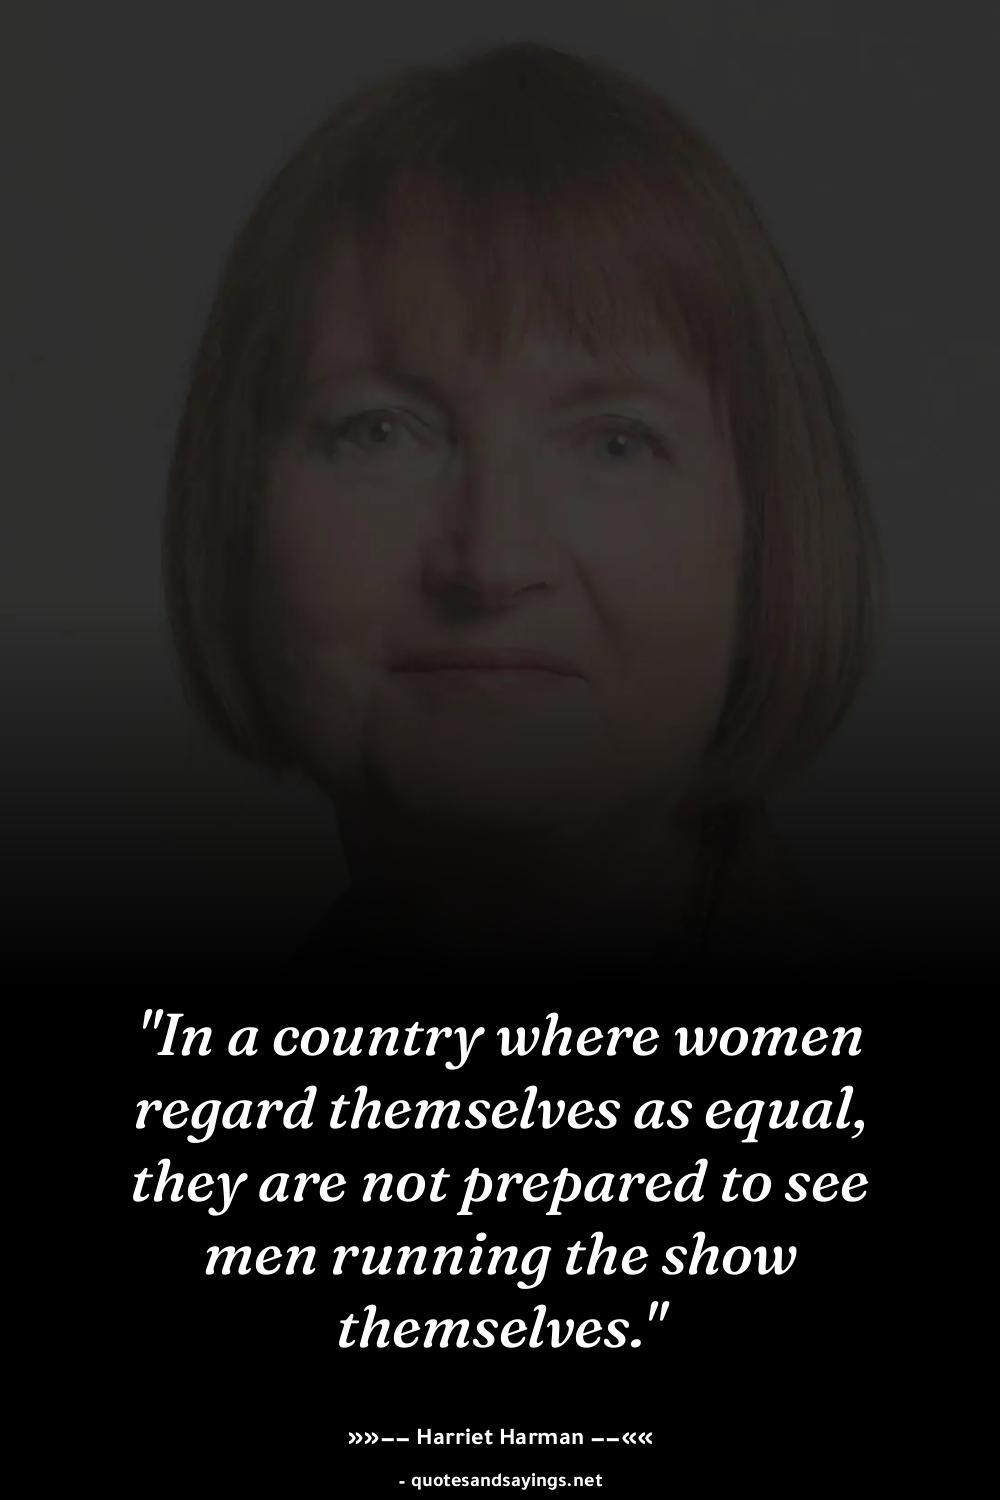 "In a country where women
regard themselves as equal,
they are not prepared to see
men running the show
themselves."
»»–– Harriet Harman ––««
- quotesandsayings.net